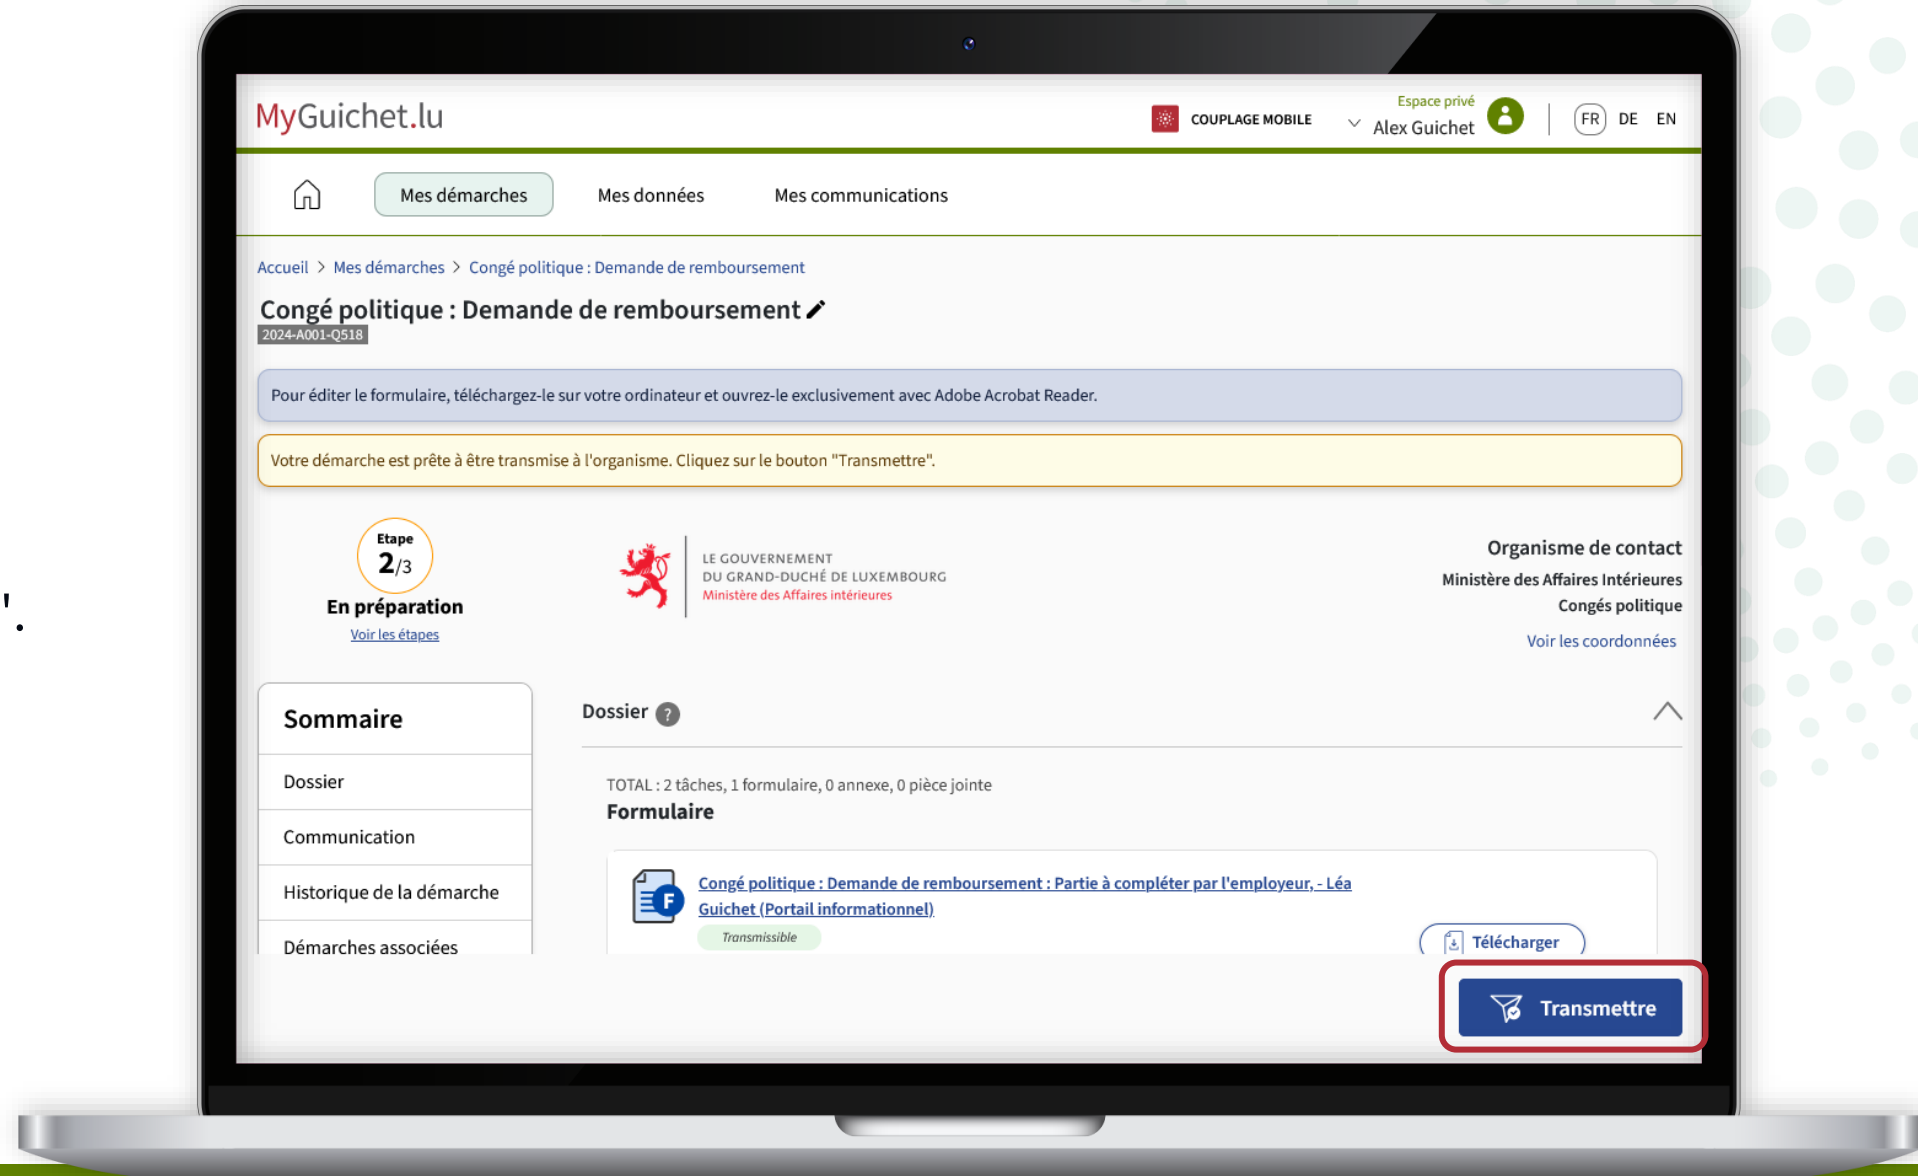 MyGuichet.lu
COUPLAGE MOBILE
Espace privé
Alex Guichet
FR DE EN
Mes démarches Mes données Mes communications
Accueil > Mes démarches > Congé politique : Demande de remboursement
Congé politique : Demande de remboursement
2024-A001-Q518
Pour éditer le formulaire, téléchargez-le sur votre ordinateur et ouvrez-le exclusivement avec Adobe Acrobat Reader.
Votre démarche est prête à être transmise à l'organisme. Cliquez sur le bouton "Transmettre".
Etape
2/3
En préparation
Voir les étapes
LE GOUVERNEMENT
DU GRAND-DUCHÉ DE LUXEMBOURG
Ministère des Affaires intérieures
Organisme de contact
Ministère des Affaires Intérieures
Congés politique
Voir les coordonnées
'.
Sommaire
Dossier
Communication
Historique de la démarche
Démarches associées
Dossier ?
TOTAL : 2 tâches, 1 formulaire, 0 annexe, 0 pièce jointe
Formulaire
F
Congé politique : Demande de remboursement : Partie à compléter par l'employeur, - Léa
Guichet (Portail informationnel)
Transmissible
Télécharger
Transmettre